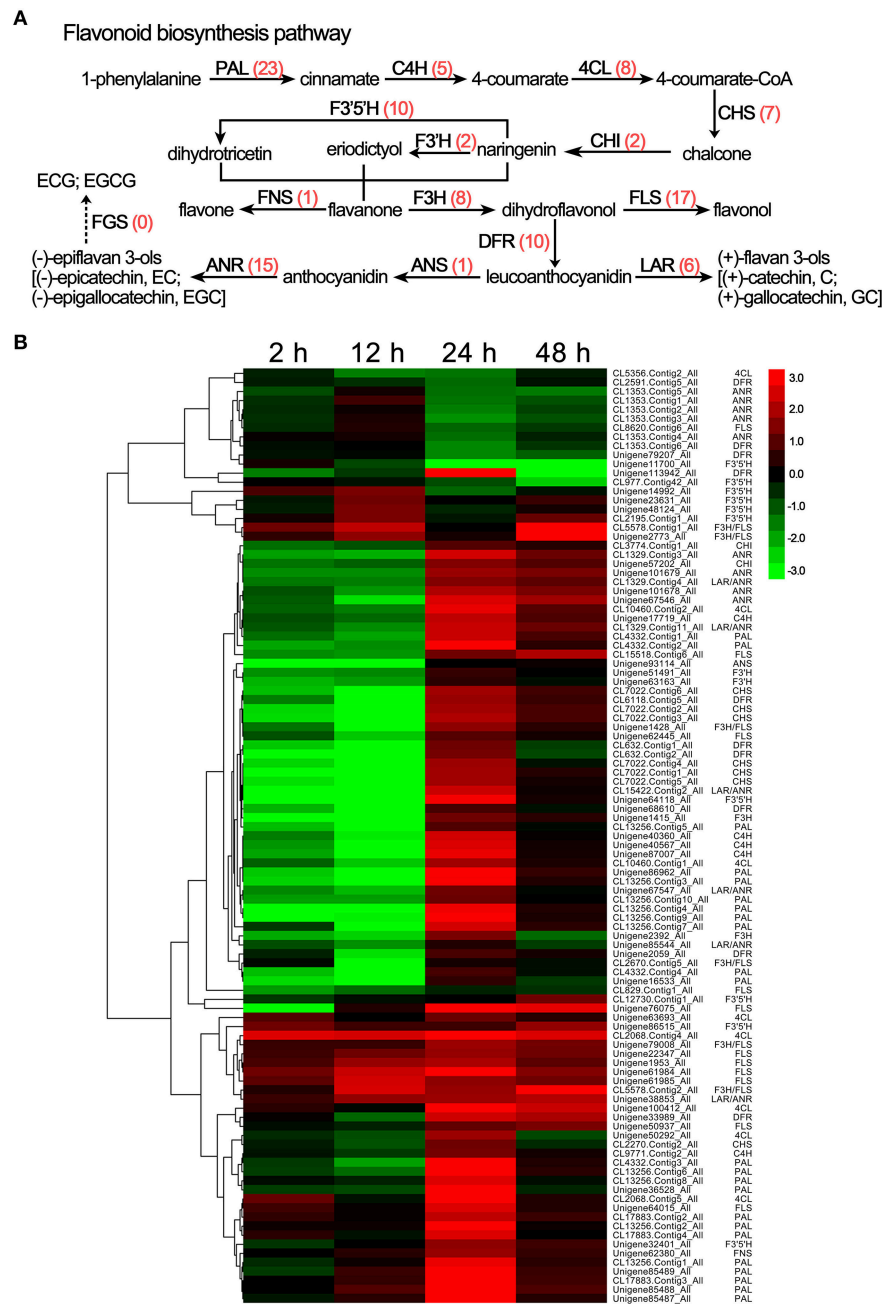 A
Flavonoid biosynthesis pathway
1-phenylalanine PAL (23) cinnamate C4H (5) 4-coumarate 4CL (8) 4-coumarate-CoA
F3'5'H (10)
CHS (7)
dihydrotricetin eriodictyol F3'H (2) naringenin CHI (2) chalcone
ECG; EGCG
FGS (0)
flavone FNS (1) flavanone F3H (8) dihydroflavonol FLS (17) flavonol
DFR (10)
(-)-epiflavan 3-ols
[(-)-epicatechin, EC;
(-)-epigallocatechin, EGC]
ANR (15) anthocyanidin ANS (1) leucoanthocyanidin LAR (6)
(+)-flavan 3-ols
[(+)-catechin, C;
(+)-gallocatechin, GC]
B
2 h 12 h 24 h 48 h
CL5356.Contig2_All 4CL
CL2591.Contig5_All DFR
CL1353.Contig5_All ANR
CL1353.Contig1_All ANR
CL1353.Contig2_All ANR
CL1353.Contig3_All ANR
CL8620.Contig6_All FLS
CL1353.Contig4_All ANR
CL1353.Contig6_All DFR
Unigene79207_All DFR
Unigene11700_All F3'5'H
Unigene113942_All DFR
CL977.Contig42_All F3'5'H
Unigene14992_All F3'5'H
Unigene23631_All F3'5'H
Unigene48124_All F3'5'H
CL2195.Contig1_All F3'5'H
CL5578.Contig1_All F3H/FLS
Unigene2773_All F3H/FLS
CL3774.Contig1_All CHI
CL1329.Contig3_All ANR
Unigene57202_All CHI
Unigene101679_All ANR
CL1329.Contig4_All LAR/ANR
Unigene101678_All ANR
Unigene67546_All ANR
CL10460.Contig2_All 4CL
Unigene17719_All C4H
CL1329.Contig11_All LAR/ANR
CL4332.Contig1_All PAL
CL4332.Contig2_All PAL
CL15518.Contig6_All FLS
Unigene93114_All ANS
Unigene51491_All F3'H
Unigene63163_All F3'H
CL7022.Contig6_All CHS
CL6118.Contig5_All DFR
CL7022.Contig2_All CHS
CL7022.Contig3_All CHS
Unigene1428_All F3H/FLS
Unigene62445_All FLS
CL632.Contig1_All DFR
CL632.Contig2_All DFR
CL7022.Contig4_All CHS
CL7022.Contig1_All CHS
CL7022.Contig5_All CHS
CL15422.Contig2_All LAR/ANR
Unigene64118_All F3'5'H
Unigene68610_All DFR
Unigene1415_All F3H
CL13256.Contig5_All PAL
Unigene40360_All C4H
Unigene40567_All C4H
Unigene87007_All C4H
CL10460.Contig1_All 4CL
Unigene86962_All PAL
CL13256.Contig3_All PAL
Unigene67547_All LAR/ANR
CL13256.Contig10_All PAL
CL13256.Contig4_All PAL
CL13256.Contig9_All PAL
CL13256.Contig7_All PAL
Unigene2392_All F3H
Unigene85544_All LAR/ANR
Unigene2059_All DFR
CL2670.Contig5_All F3H/FLS
CL4332.Contig4_All PAL
Unigene16533_All PAL
CL829.Contig1_All FLS
CL12730.Contig1_All F3'5'H
Unigene76075_All FLS
Unigene63693_All 4CL
Unigene86515_All F3'5'H
CL2068.Contig4_All 4CL
Unigene79008_All F3H/FLS
Unigene22347_All FLS
Unigene1953_All FLS
Unigene61984_All FLS
Unigene61985_All FLS
CL5578.Contig2_All F3H/FLS
Unigene38853_All LAR/ANR
Unigene100412_All 4CL
Unigene33989_All DFR
Unigene50937_All FLS
Unigene50292_All 4CL
CL2270.Contig2_All CHS
CL9771.Contig2_All C4H
CL4332.Contig3_All PAL
CL13256.Contig6_All PAL
CL13256.Contig8_All PAL
Unigene36528_All PAL
CL2068.Contig5_All 4CL
Unigene64015_All FLS
CL17883.Contig2_All PAL
CL13256.Contig2_All PAL
CL17883.Contig4_All PAL
Unigene32401_All F3'5'H
Unigene62380_All FNS
CL13256.Contig1_All PAL
Unigene85489_All PAL
CL17883.Contig3_All PAL
Unigene85488_All PAL
Unigene85487_All PAL
3.0
2.0
1.0
0.0
-1.0
-2.0
-3.0